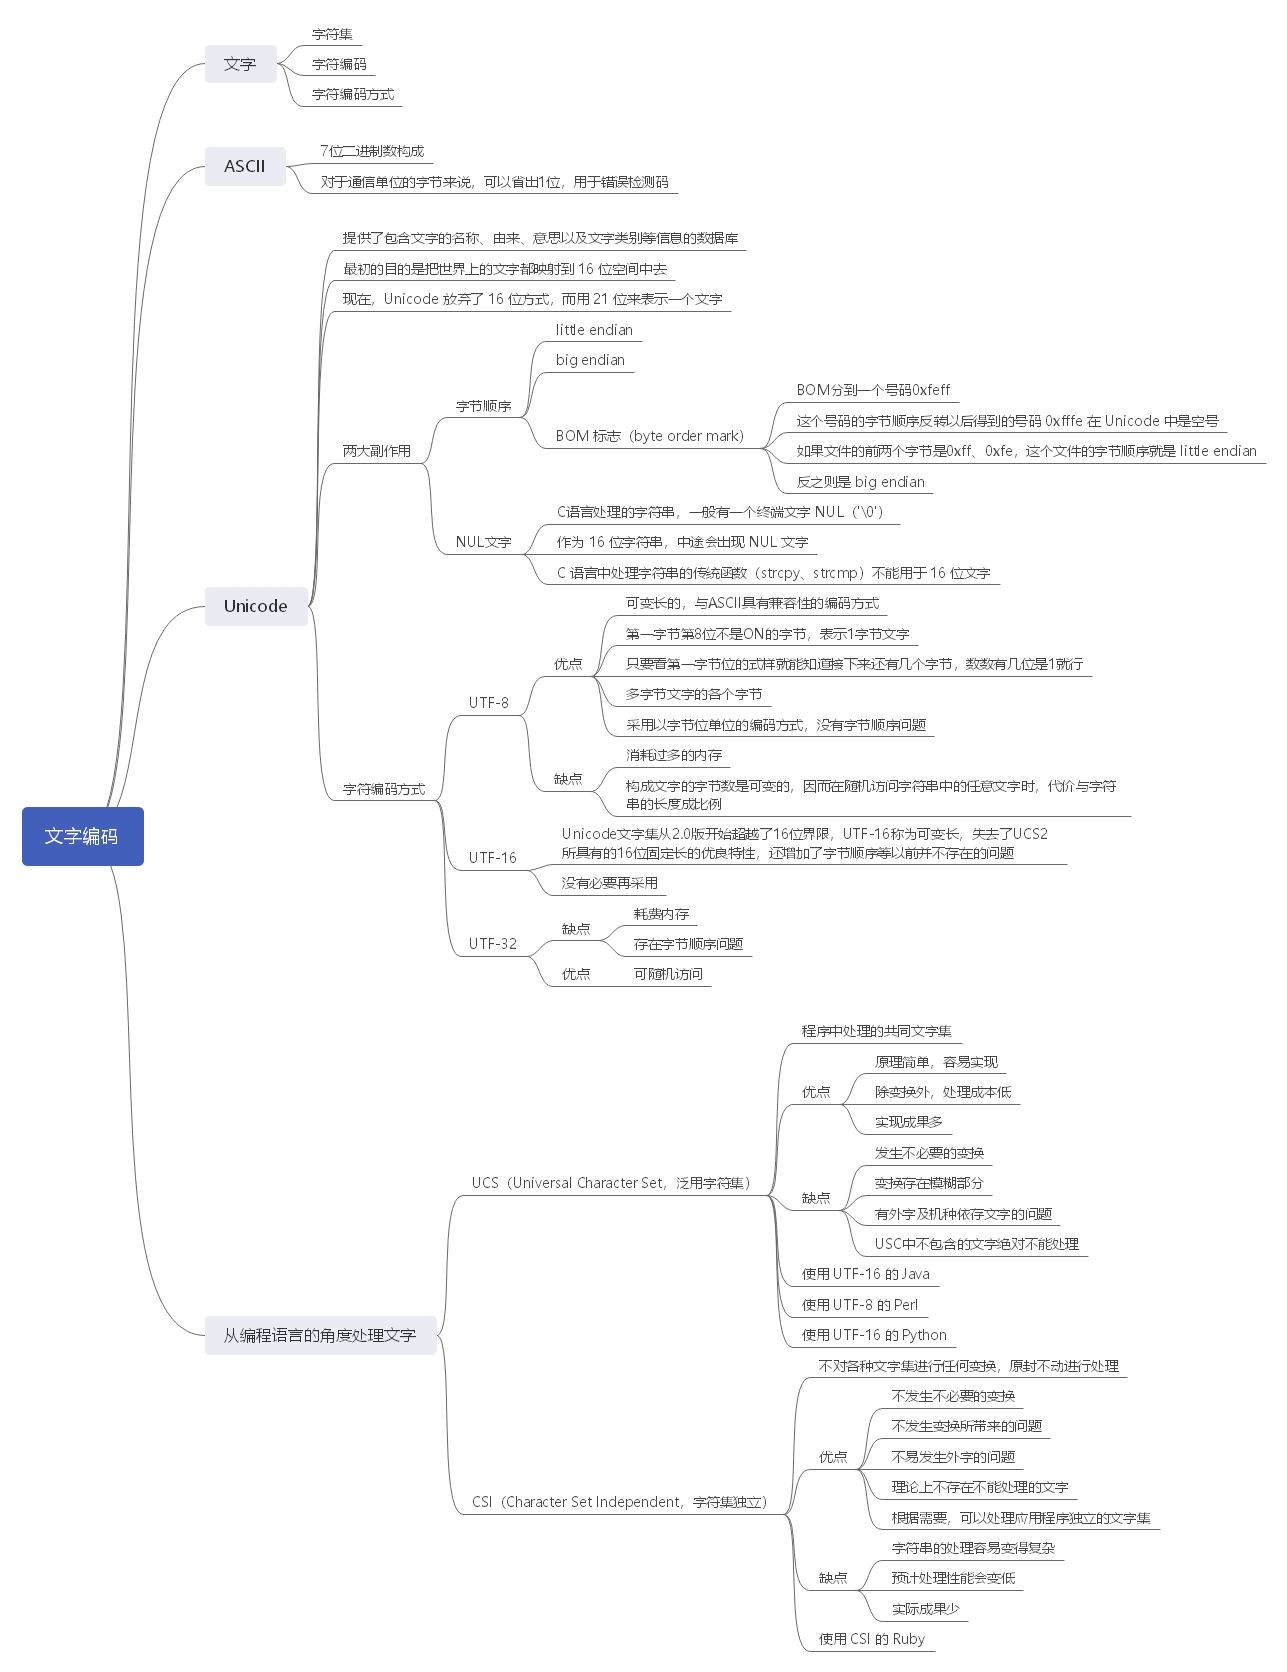 文字编码
文字
字符集
字符编码
字符编码方式
ASCII
7位二进制数构成
对于通信单位的字节来说，可以省出1位，用于错误检测码
Unicode
提供了包含文字的名称、由来、意思以及文字类别等信息的数据库
最初的目的是把世界上的文字都映射到 16 位空间中去
现在，Unicode 放弃了 16 位方式，而用 21 位来表示一个文字
两大副作用
字节顺序
little endian
big endian
BOM 标志（byte order mark）
BOM分到一个号码0xfeff
这个号码的字节顺序反转以后得到的号码 0xfffe 在 Unicode 中是空号
如果文件的前两个字节是0xff、0xfe，这个文件的字节顺序就是 little endian
反之则是 big endian
NUL文字
C语言处理的字符串，一般有一个终端文字 NUL（'\0'）
作为 16 位字符串，中途会出现 NUL 文字
C 语言中处理字符串的传统函数（strcpy、strcmp）不能用于 16 位文字
字符编码方式
UTF-8
优点
可变长的，与ASCII具有兼容性的编码方式
第一字节第8位不是ON的字节，表示1字节文字
只要看第一字节位的式样就能知道接下来还有几个字节，数数有几位是1就行
多字节文字的各个字节
采用以字节位单位的编码方式，没有字节顺序问题
缺点
消耗过多的内存
构成文字的字节数是可变的，因而在随机访问字符串中的任意文字时，代价与字符
串的长度成比例
UTF-16
Unicode文字集从2.0版开始超越了16位界限，UTF-16称为可变长，失去了UCS2
所具有的16位固定长的优良特性，还增加了字节顺序等以前并不存在的问题
没有必要再采用
UTF-32
缺点
耗费内存
存在字节顺序问题
优点
可随机访问
从编程语言的角度处理文字
UCS（Universal Character Set，泛用字符集）
程序中处理的共同文字集
优点
原理简单，容易实现
除变换外，处理成本低
实现成果多
缺点
发生不必要的变换
变换存在模糊部分
有外字及机种依存文字的问题
USC中不包含的文字绝对不能处理
使用 UTF-16 的 Java
使用 UTF-8 的 Perl
使用 UTF-16 的 Python
CSI（Character Set Independent，字符集独立）
不对各种文字集进行任何变换，原封不动进行处理
优点
不发生不必要的变换
不发生变换所带来的问题
不易发生外字的问题
理论上不存在不能处理的文字
根据需要，可以处理应用程序独立的文字集
缺点
字符串的处理容易变得复杂
预计处理性能会变低
实际成果少
使用 CSI 的 Ruby